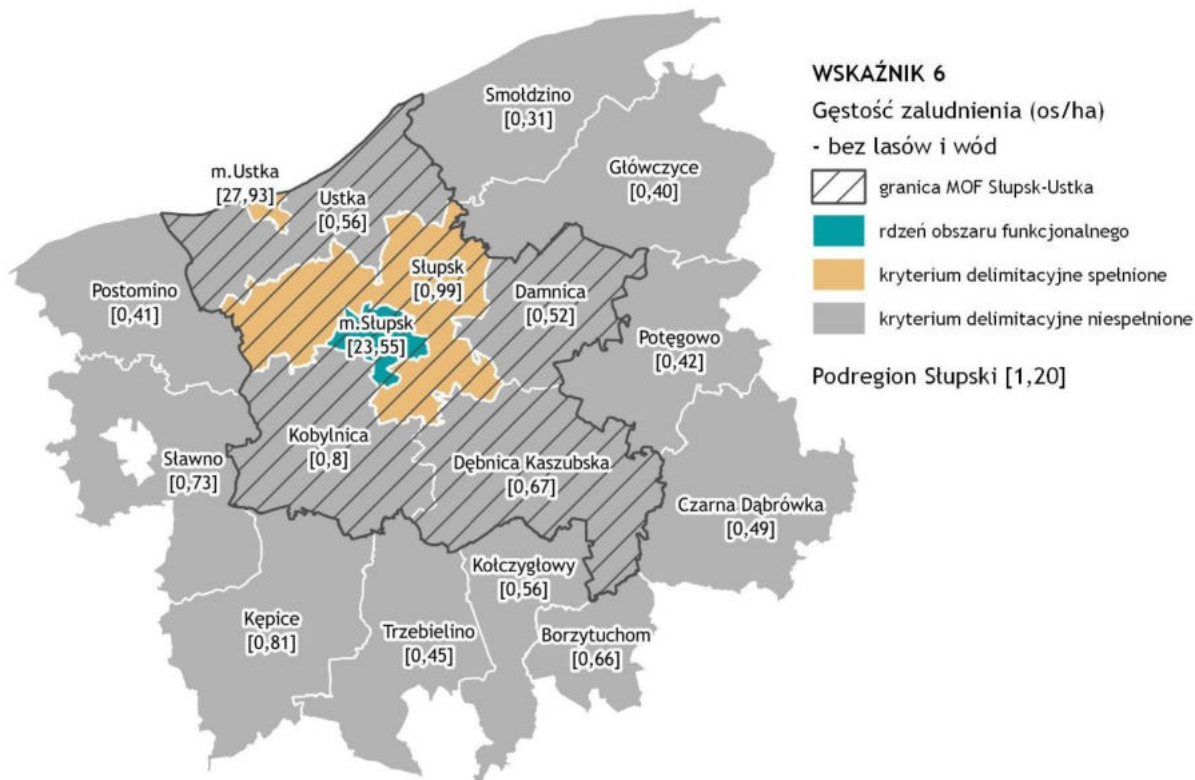 Smołdzino
[0,31]
Główczyce
[0,40]
m.Ustka
[27,93]
Ustka
[0,56]
Słupsk
[0,99]
Damnica
[0,52]
Postomino
[0,41]
m.Słupsk
[23,55]
Potęgowo
[0,42]
Kobylnica
[0,8]
Sławno
[0,73]
Dębnica Kaszubska
[0,67]
Czarna Dąbrówka
[0,49]
Kołczygłowy
[0,56]
Kępice
[0,81]
Trzebielino
[0,45]
Borzytuchom
[0,66]
WSKAŹNIK 6
Gęstość zaludnienia (os/ha)
- bez lasów i wód
granica MOF Słupsk-Ustka
rdzeń obszaru funkcjonalnego
kryterium delimitacyjne spełnione
kryterium delimitacyjne niespełnione
Podregion Słupski [1,20]